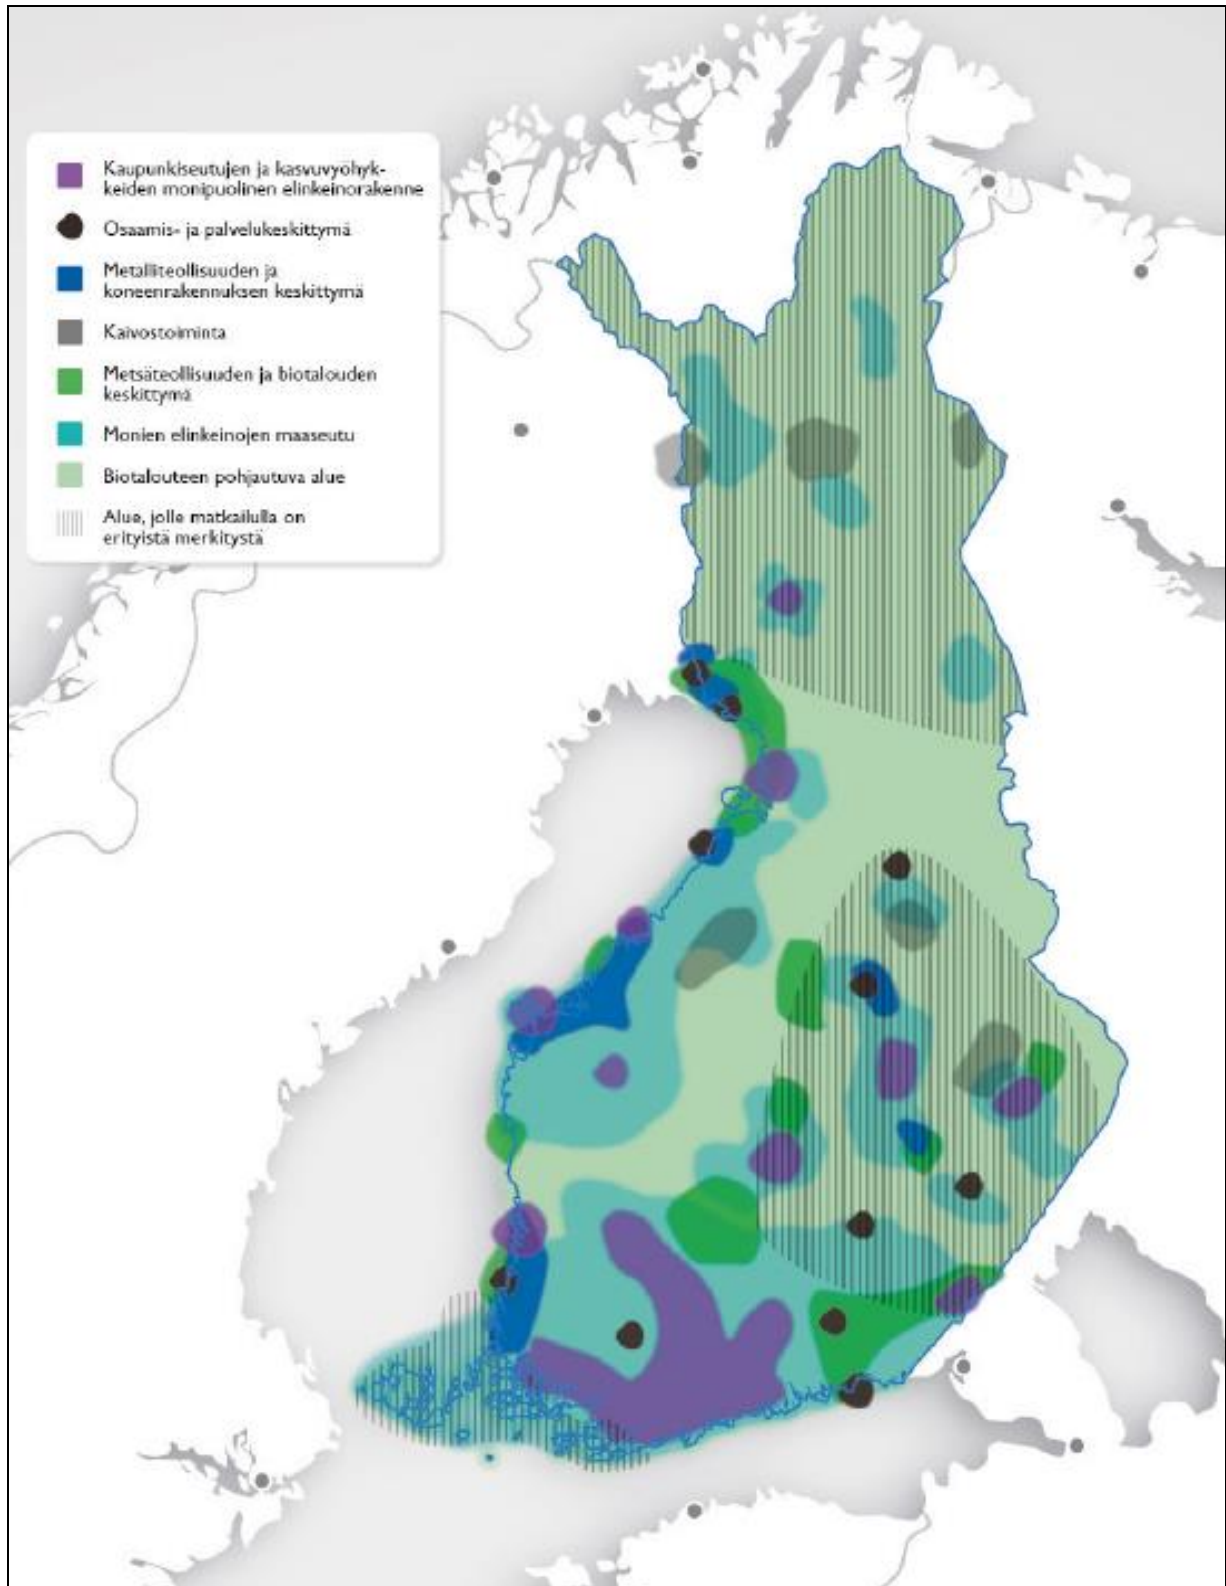 Kaupunkiseutujen ja kasvuvyöhyk-
keiden monipuolinen elinkeinorakenne
Osaamis- ja palvelukeskittymä
Metalliteollisuuden ja
koneenrakennuksen keskittymä
Kaivostoiminta
Metsäteollisuuden ja biotalouden
keskittymä
Monien elinkeinojen maaseutu
Biotalouteen pohjautuva alue
Alue, jolle matkailulla on
erityistä merkitystä